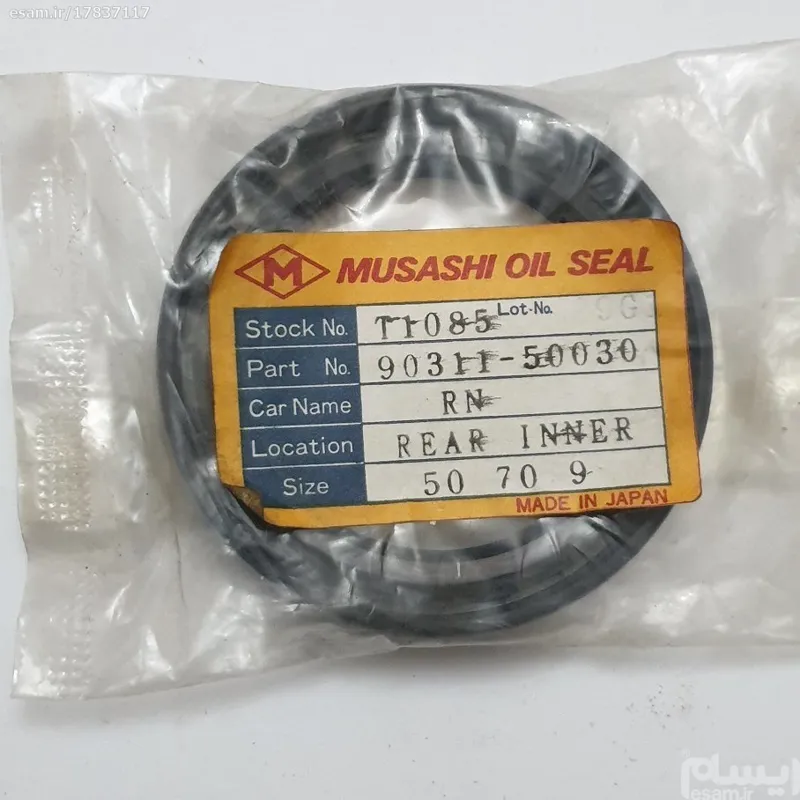 esam.ir/17837117
M MUSASHI OIL SEAL
Stock No. T1085 Lot-No. 9G
Part No. 90311-50030
Car Name RN
Location REAR INNER
Size 50 70 9
MADE IN JAPAN
ایسام
esam.ir